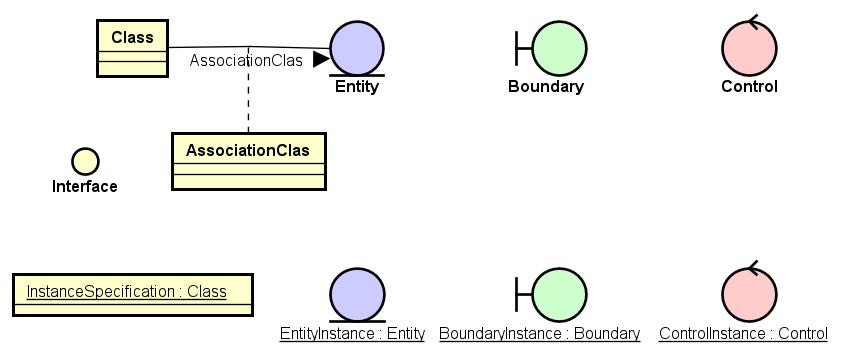 Class
AssociationClas
Entity
Boundary
Control
AssociationClas
Interface
InstanceSpecification : Class
EntityInstance : Entity
BoundaryInstance : Boundary
ControlInstance : Control